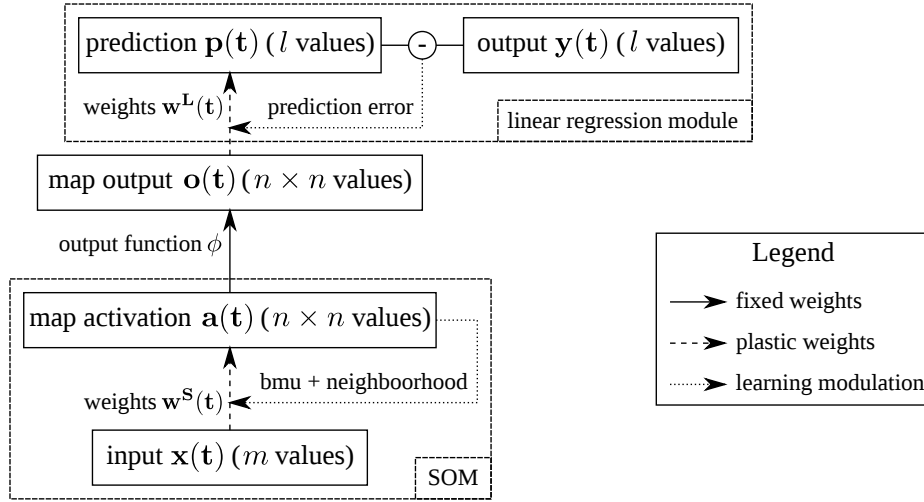 prediction p(t) (l values)
-
output y(t) (l values)
weights w^L(t)
prediction error
linear regression module
map output o(t) (n × n values)
output function ϕ
Legend
fixed weights
plastic weights
learning modulation
map activation a(t) (n × n values)
bmu + neighboorhood
weights w^S(t)
input x(t) (m values)
SOM